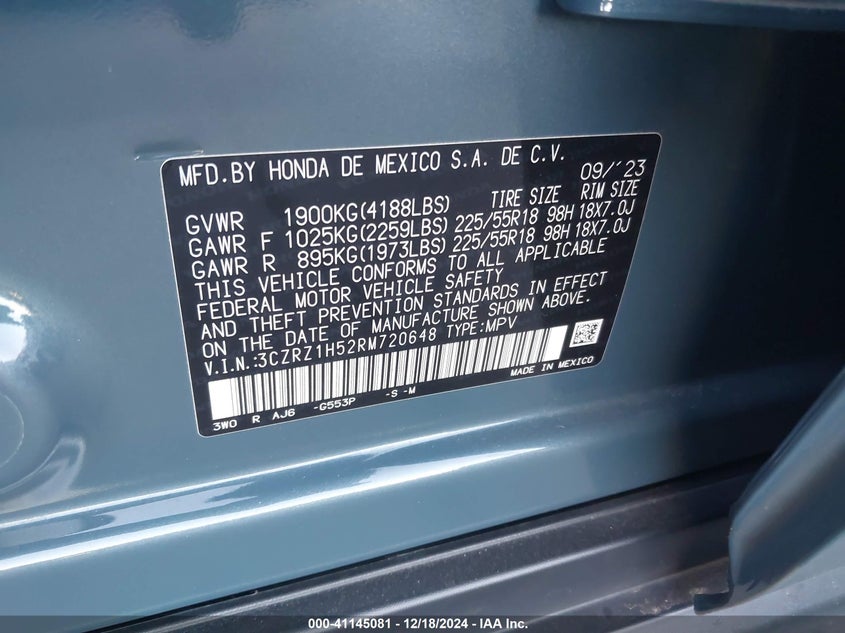 MFD.BY HONDA DE MEXICO S.A. DE C.V. 09/'23
TIRE SIZE RIM SIZE
GVWR 1900KG(4188LBS)
GAWR F 1025KG(2259LBS) 225/55R18 98H 18X7.0J
GAWR R 895KG(1973LBS) 225/55R18 98H 18X7.0J
THIS VEHICLE CONFORMS TO ALL APPLICABLE
FEDERAL MOTOR VEHICLE SAFETY
AND THEFT PREVENTION STANDARDS IN EFFECT
ON THE DATE OF MANUFACTURE SHOWN ABOVE.
V.I.N.:3CZRZ1H52RM720648 TYPE:MPV
MADE IN MEXICO
3WO R AJ6 -G553P -S -M
000-41145081 - 12/18/2024 - IAA Inc.